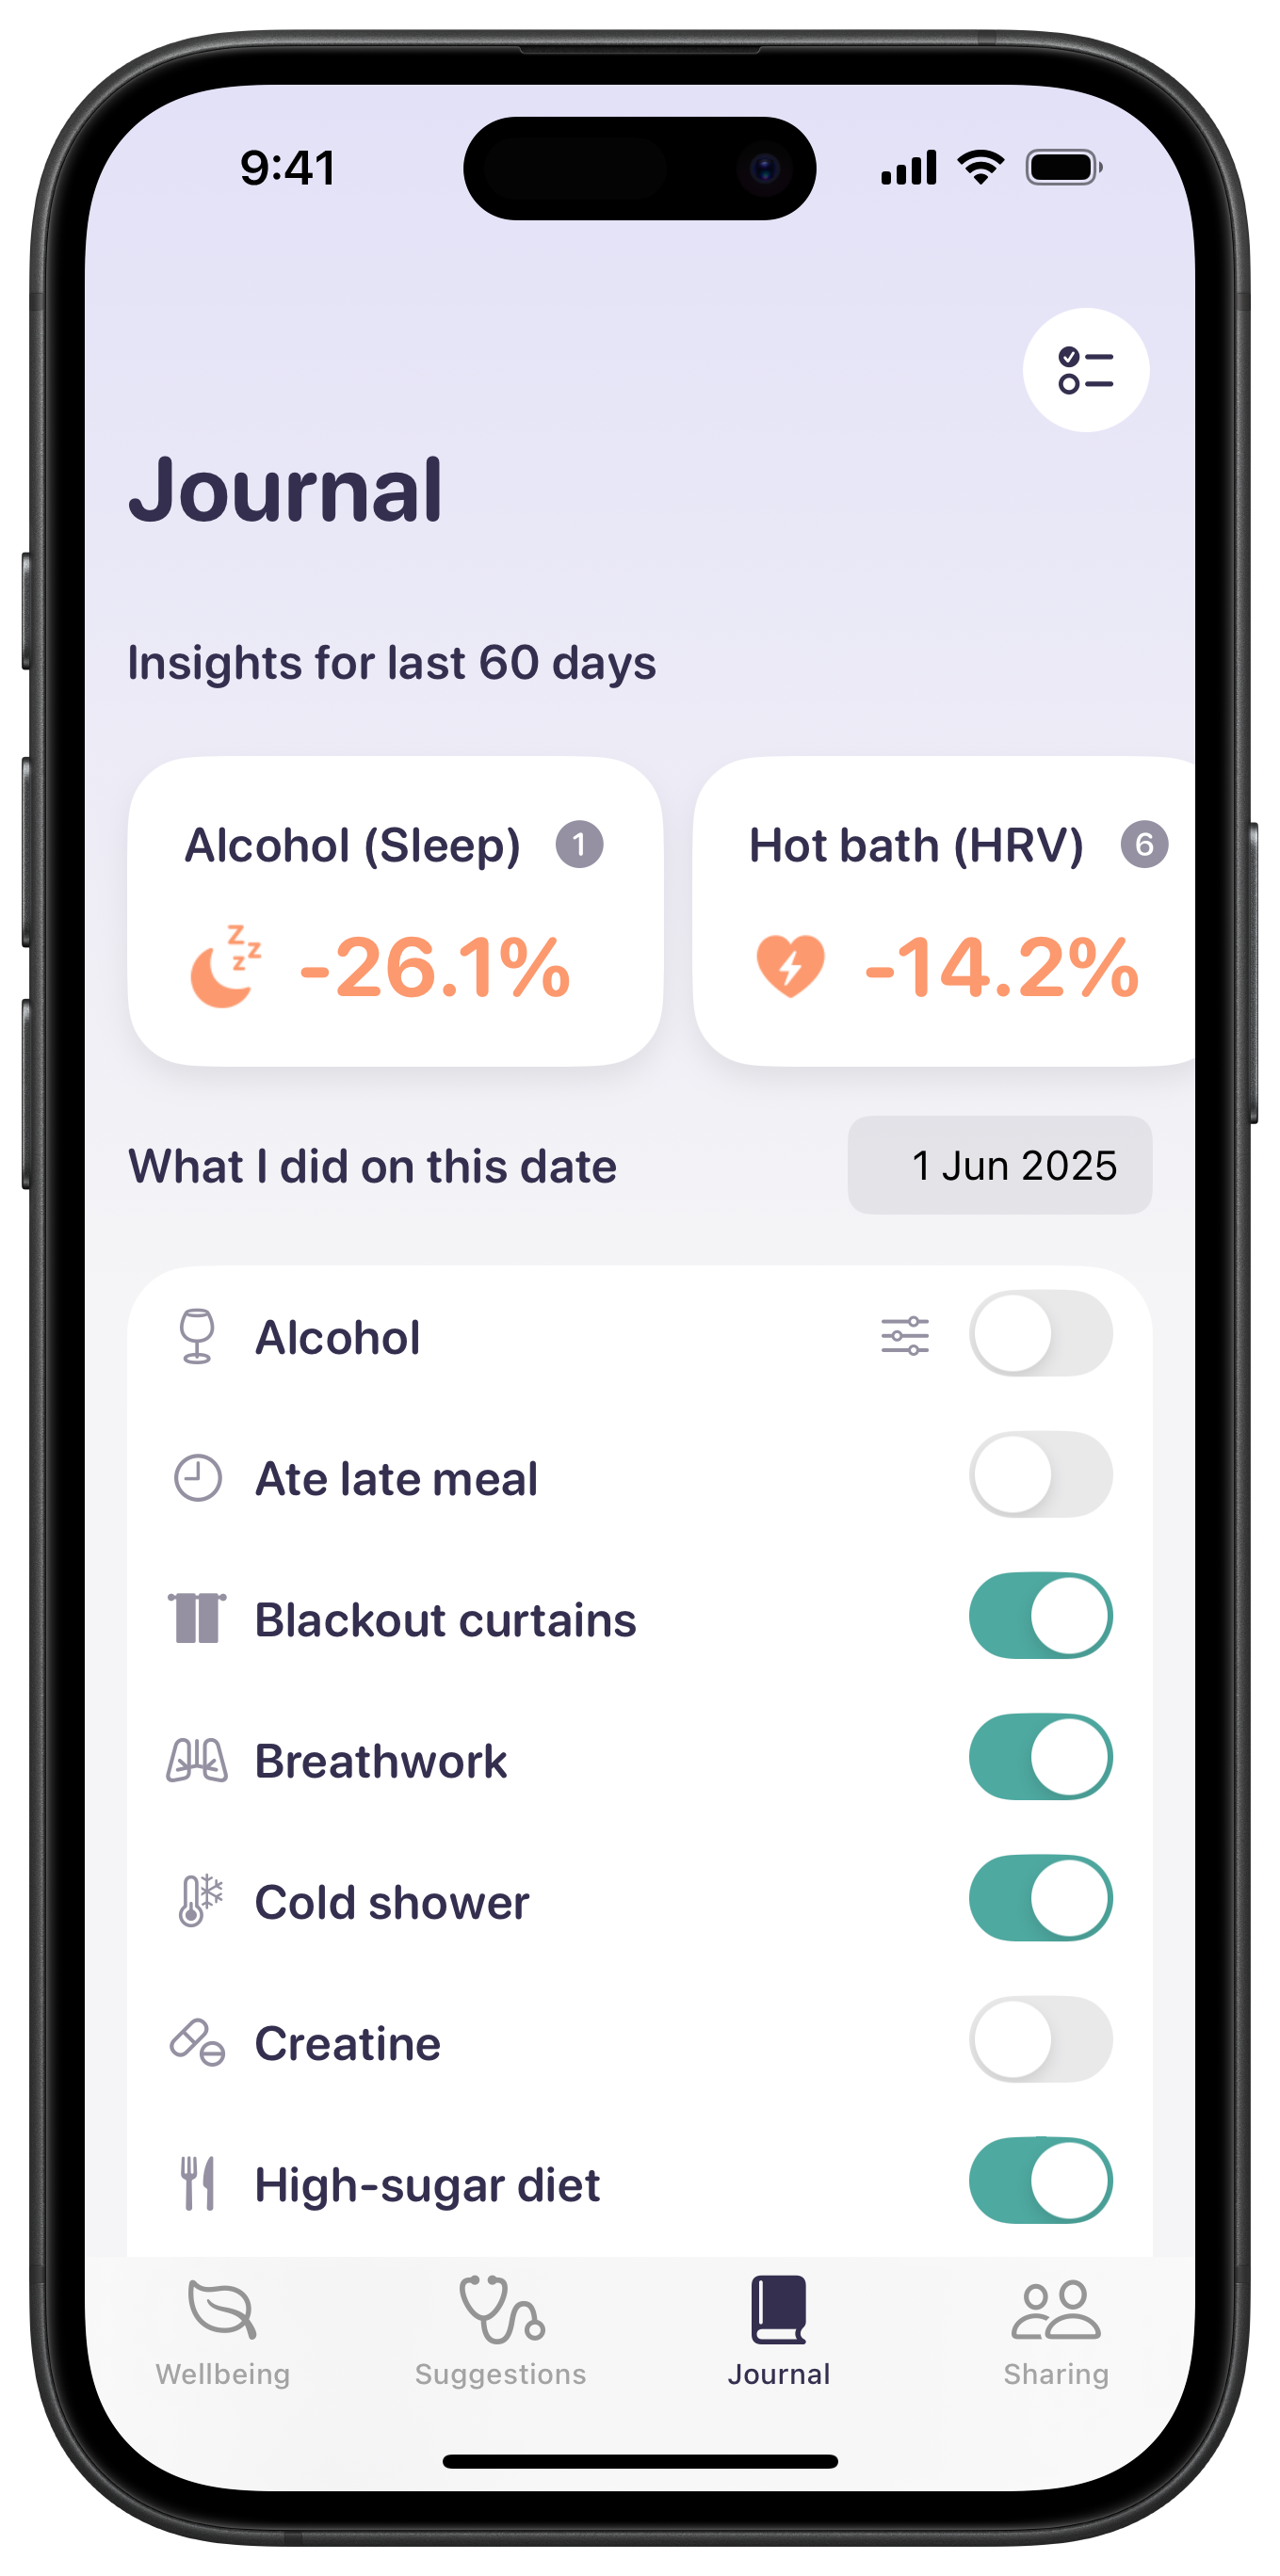 9:41
Journal
Insights for last 60 days
Alcohol (Sleep) 1
z z z -26.1%
Hot bath (HRV) 6
-14.2%
What I did on this date 1 Jun 2025
Alcohol
Ate late meal
Blackout curtains
Breathwork
Cold shower
Creatine
High-sugar diet
Wellbeing Suggestions Journal Sharing